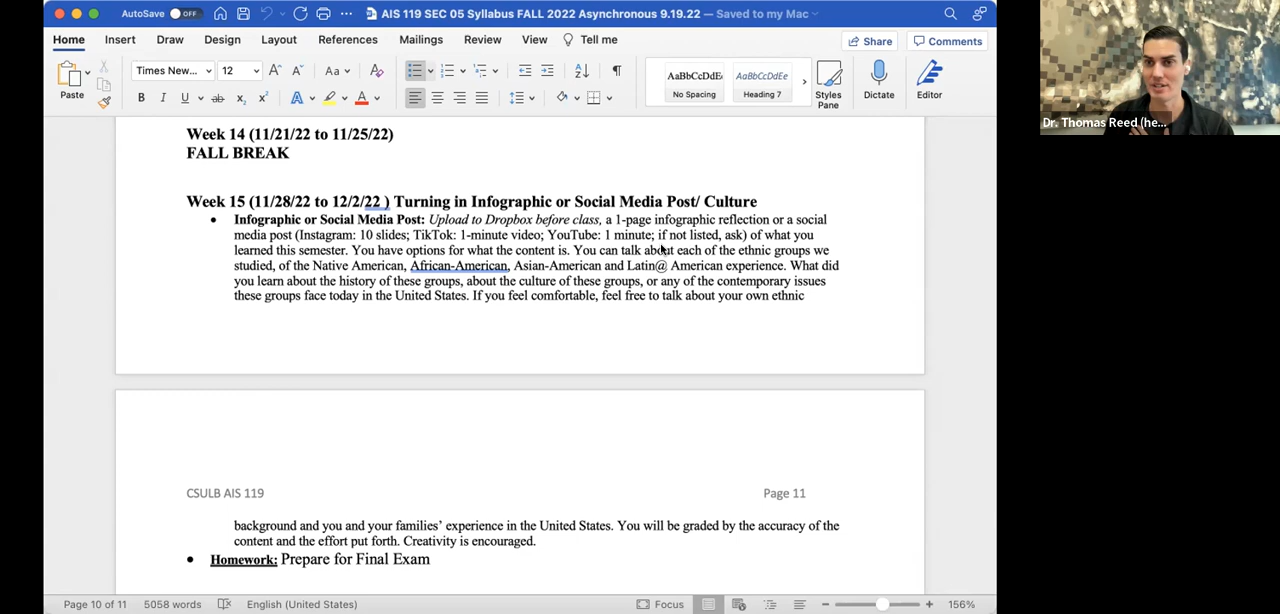 AutoSave OFF AIS 119 SEC 05 Syllabus FALL 2022 Asynchronous 9.19.22 — Saved to my Mac
Home Insert Draw Design Layout References Mailings Review View Tell me Share Comments
Paste Times New... 12 Aa AaBbCcDdE AaBbCcDdEe
B I U ab x₂ x² A A No Spacing Heading 7 Styles Pane Dictate Editor
Dr. Thomas Reed (he...
Week 14 (11/21/22 to 11/25/22)
FALL BREAK
Week 15 (11/28/22 to 12/2/22 ) Turning in Infographic or Social Media Post/ Culture
• Infographic or Social Media Post: Upload to Dropbox before class, a 1-page infographic reflection or a social
media post (Instagram: 10 slides; TikTok: 1-minute video; YouTube: 1 minute; if not listed, ask) of what you
learned this semester. You have options for what the content is. You can talk about each of the ethnic groups we
studied, of the Native American, African-American, Asian-American and Latin@ American experience. What did
you learn about the history of these groups, about the culture of these groups, or any of the contemporary issues
these groups face today in the United States. If you feel comfortable, feel free to talk about your own ethnic
CSULB AIS 119 Page 11
background and you and your families' experience in the United States. You will be graded by the accuracy of the
content and the effort put forth. Creativity is encouraged.
• Homework: Prepare for Final Exam
Page 10 of 11 5058 words English (United States) Focus 156%